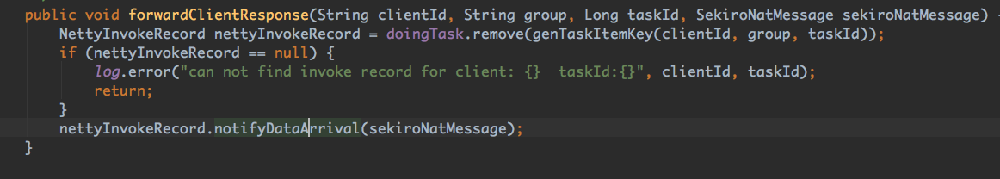 public void forwardClientResponse(String clientId, String group, Long taskId, SekiroNatMessage sekiroNatMessage) {
    NettyInvokeRecord nettyInvokeRecord = doingTask.remove(genTaskItemKey(clientId, group, taskId));
    if (nettyInvokeRecord == null) {
        log.error("can not find invoke record for client: {}  taskId:{}", clientId, taskId);
        return;
    }
    nettyInvokeRecord.notifyDataArrival(sekiroNatMessage);
}